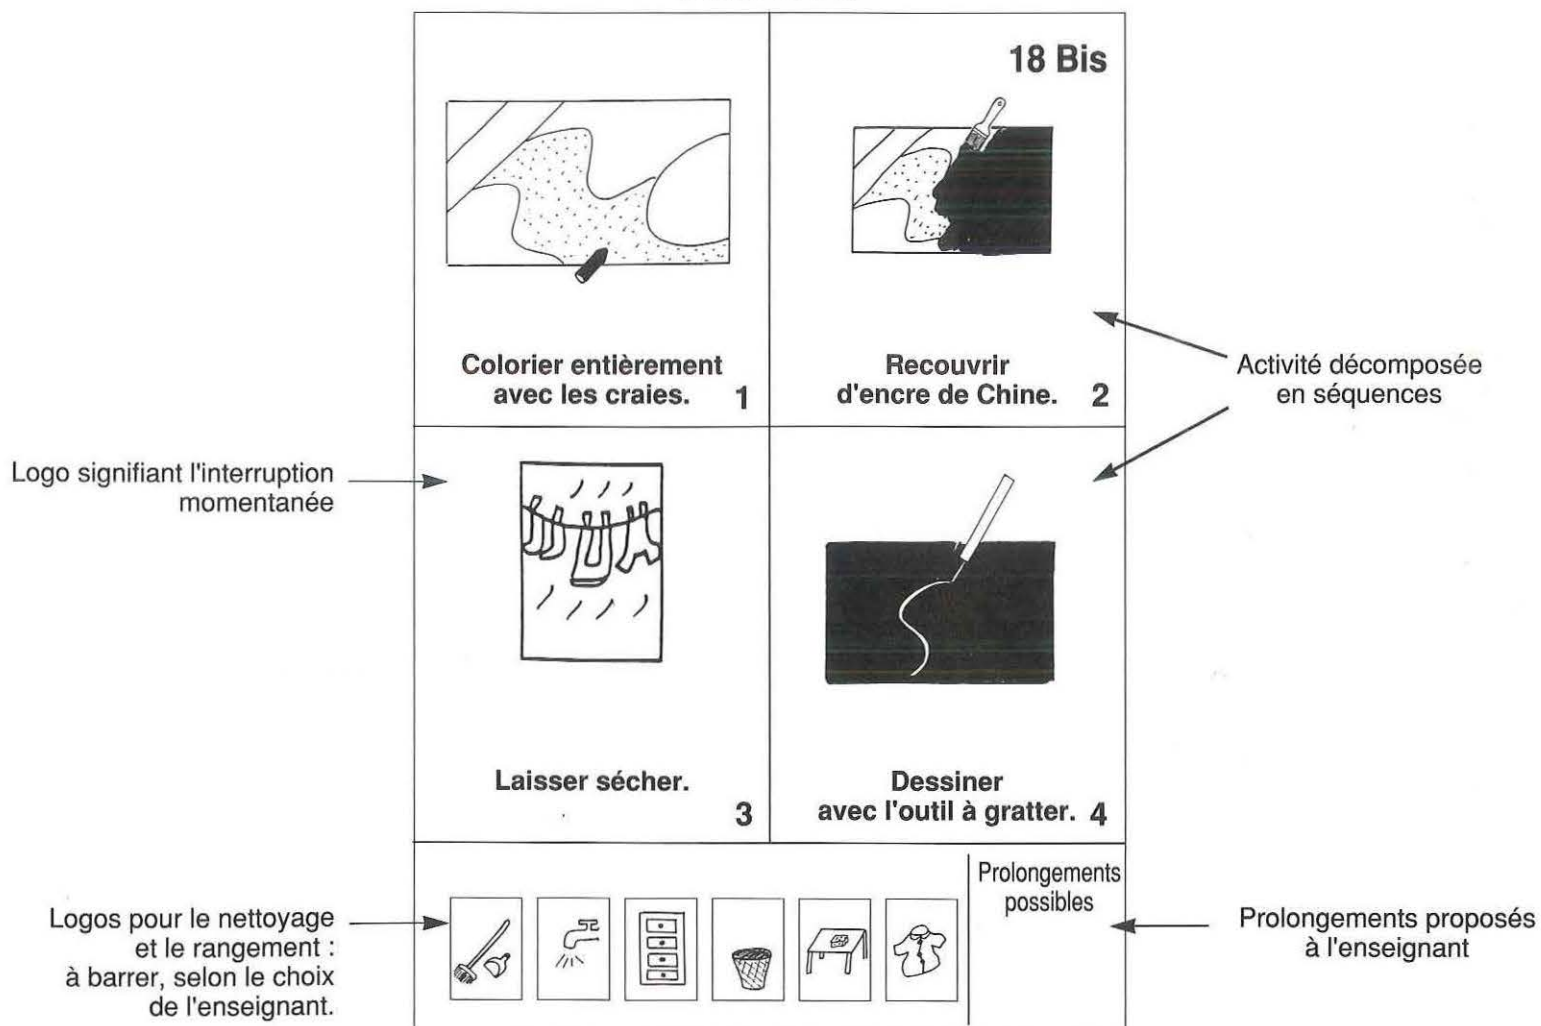 18 Bis
Colorier entièrement
avec les craies. 1
Recouvrir
d'encre de Chine. 2
Activité décomposée
en séquences
Logo signifiant l'interruption
momentanée
Laisser sécher.
3
Dessiner
avec l'outil à gratter. 4
Logos pour le nettoyage
et le rangement :
à barrer, selon le choix
de l'enseignant.
Prolongements
possibles
Prolongements proposés
à l'enseignant